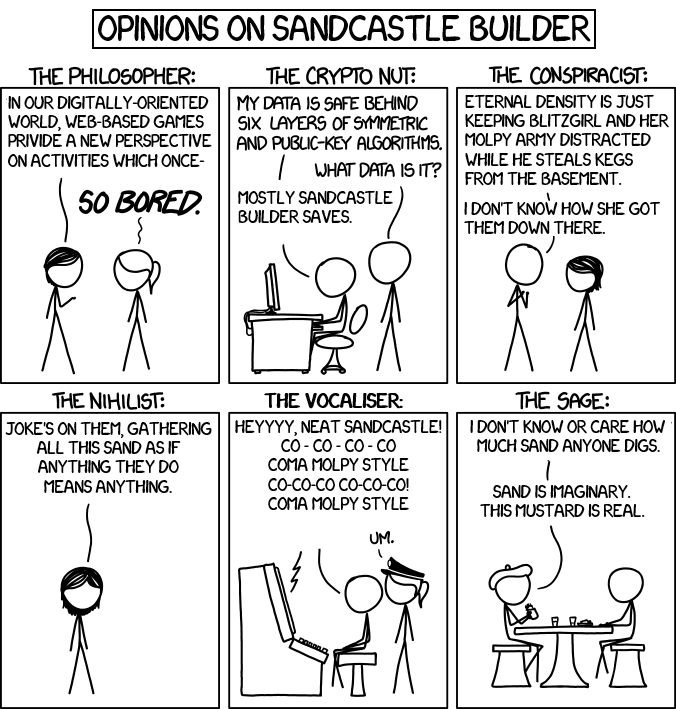 OPINIONS ON SANDCASTLE BUILDER
THE PHILOSOPHER:
IN OUR DIGITALLY-ORIENTED
WORLD, WEB-BASED GAMES
PRIVIDE A NEW PERSPECTIVE
ON ACTIVITIES WHICH ONCE-
SO BORED.
THE CRYPTO NUT:
MY DATA IS SAFE BEHIND
SIX LAYERS OF SYMMETRIC
AND PUBLIC-KEY ALGORITHMS.
WHAT DATA IS IT?
MOSTLY SANDCASTLE
BUILDER SAVES.
THE CONSPIRACIST:
ETERNAL DENSITY IS JUST
KEEPING BLITZGIRL AND HER
MOLPY ARMY DISTRACTED
WHILE HE STEALS KEGS
FROM THE BASEMENT.
I DON'T KNOW HOW SHE GOT
THEM DOWN THERE.
THE NIHILIST:
JOKE'S ON THEM, GATHERING
ALL THIS SAND AS IF
ANYTHING THEY DO
MEANS ANYTHING.
THE VOCALISER:
HEYYYY, NEAT SANDCASTLE!
CO - CO - CO - CO
COMA MOLPY STYLE
CO-CO-CO CO-CO-CO!
COMA MOLPY STYLE
UM.
THE SAGE:
I DON'T KNOW OR CARE HOW
MUCH SAND ANYONE DIGS.
SAND IS IMAGINARY.
THIS MUSTARD IS REAL.